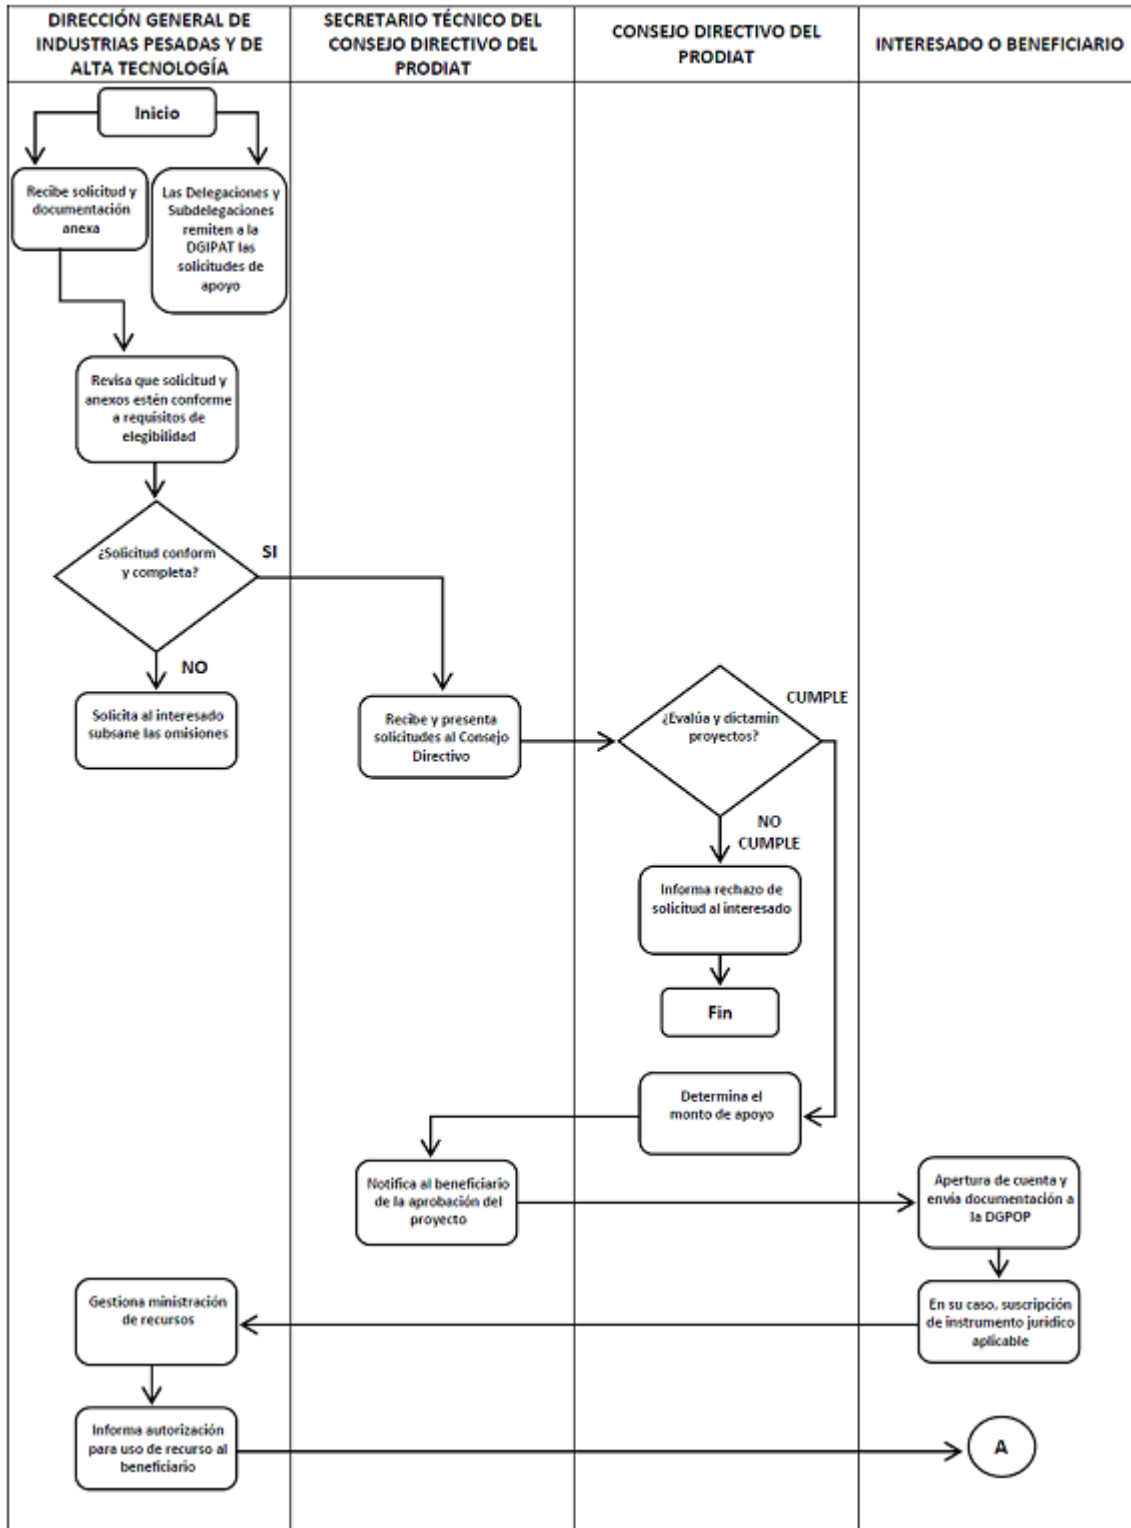 DIRECCIÓN GENERAL DE
INDUSTRIAS PESADAS Y DE
ALTA TECNOLOGÍA
SECRETARIO TÉCNICO DEL
CONSEJO DIRECTIVO DEL
PRODIAT
CONSEJO DIRECTIVO DEL
PRODIAT
INTERESADO O BENEFICIARIO
Inicio
Recibe solicitud y
documentación
anexa
Las Delegaciones y
Subdelegaciones
remiten a la
DGIPAT las
solicitudes de
apoyo
Revisa que solicitud y
anexos estén conforme
a requisitos de
elegibilidad
¿Solicitud conform
y completa?
SI
NO
Solicita al interesado
subsane las omisiones
Recibe y presenta
solicitudes al Consejo
Directivo
¿Evalúa y dictamin
proyectos?
CUMPLE
NO
CUMPLE
Informa rechazo de
solicitud al interesado
Fin
Determina el
monto de apoyo
Notifica al beneficiario
de la aprobación del
proyecto
Apertura de cuenta y
envía documentación a
la DGPOP
En su caso, suscripción
de instrumento jurídico
aplicable
Gestiona ministración
de recursos
Informa autorización
para uso de recurso al
beneficiario
A